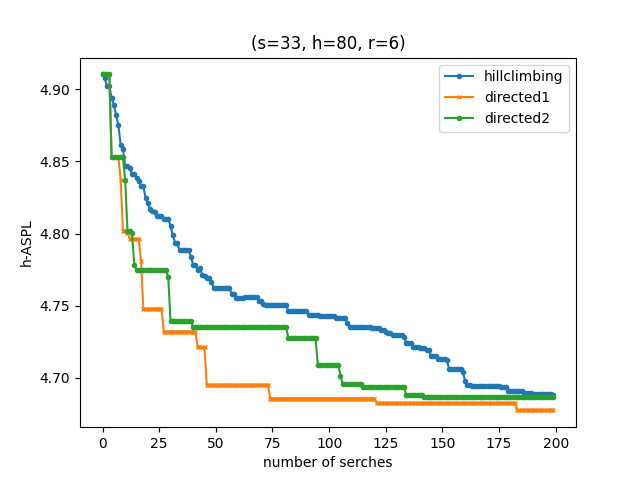 (s=33, h=80, r=6)
hillclimbing
directed1
directed2
h-ASPL
4.90
4.85
4.80
4.75
4.70
0 25 50 75 100 125 150 175 200
number of serches